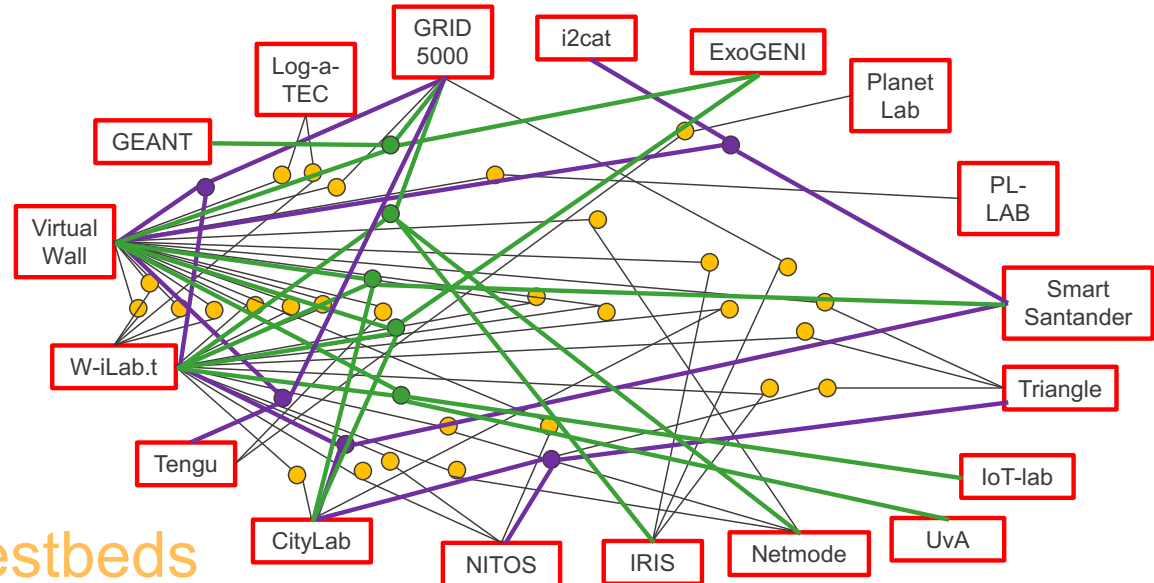 GRID
5000
i2cat
ExoGENI
Log-a-
TEC
Planet
Lab
GEANT
PL-
LAB
Virtual
Wall
Smart
Santander
W-iLab.t
Triangle
Tengu
IoT-lab
CityLab
NITOS
IRIS
Netmode
UvA
estbeds